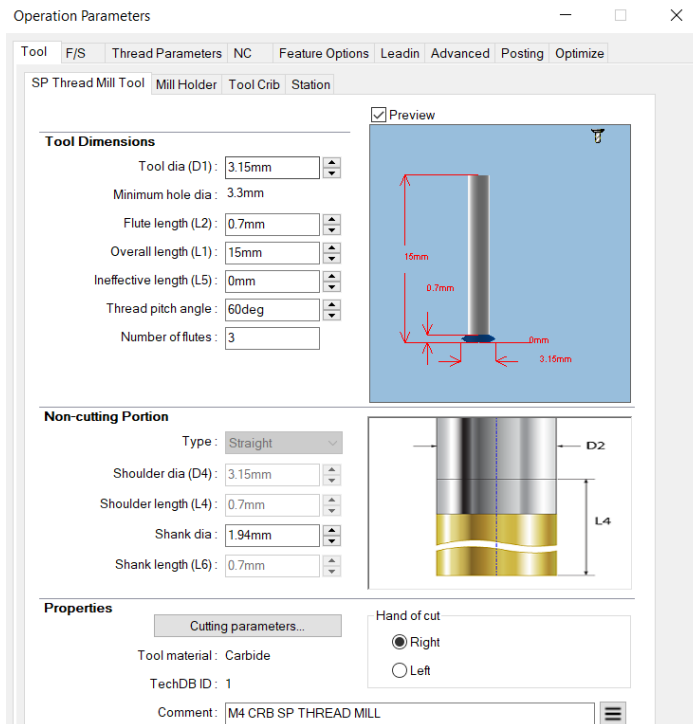 Operation Parameters
Tool F/S Thread Parameters NC Feature Options Leadin Advanced Posting Optimize
SP Thread Mill Tool Mill Holder Tool Crib Station
Preview
Tool Dimensions
Tool dia (D1) : 3.15mm
Minimum hole dia : 3.3mm
Flute length (L2) : 0.7mm
Overall length (L1) : 15mm
Ineffective length (L5) : 0mm
Thread pitch angle : 60deg
Number of flutes : 3
15mm
0.7mm
0mm
3.15mm
Non-cutting Portion
Type : Straight
Shoulder dia (D4) : 3.15mm
Shoulder length (L4) : 0.7mm
Shank dia : 1.94mm
Shank length (L6) : 0.7mm
D2
L4
Properties
Cutting parameters...
Tool material : Carbide
TechDB ID : 1
Comment : M4 CRB SP THREAD MILL
Hand of cut
Right
Left